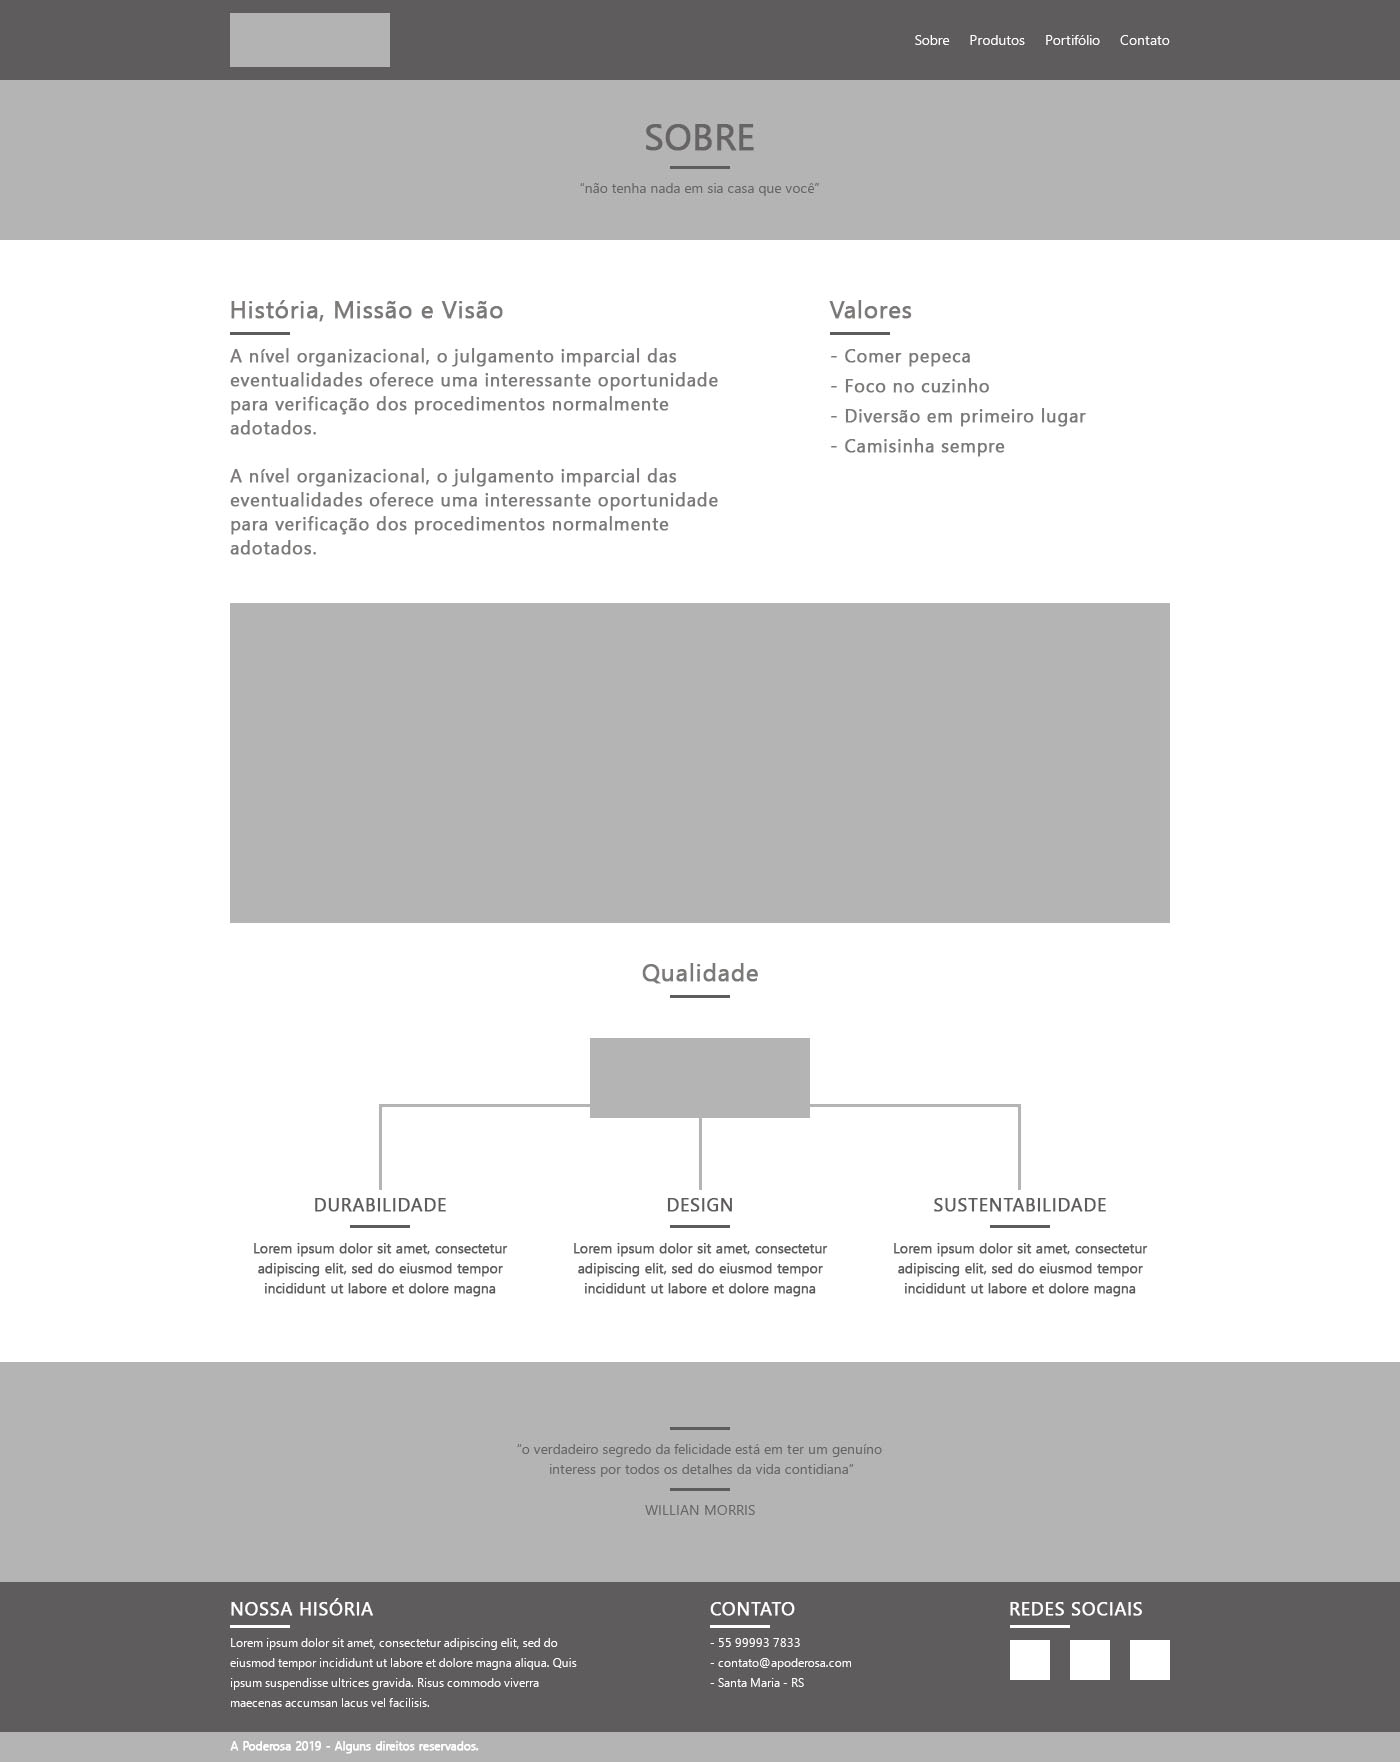 Sobre Produtos Portifólio Contato
SOBRE
"não tenha nada em sia casa que você"
História, Missão e Visão
A nível organizacional, o julgamento imparcial das
eventualidades oferece uma interessante oportunidade
para verificação dos procedimentos normalmente
adotados.
A nível organizacional, o julgamento imparcial das
eventualidades oferece uma interessante oportunidade
para verificação dos procedimentos normalmente
adotados.
Valores
- Comer pepeca
- Foco no cuzinho
- Diversão em primeiro lugar
- Camisinha sempre
Qualidade
DURABILIDADE
Lorem ipsum dolor sit amet, consectetur
adipiscing elit, sed do eiusmod tempor
incididunt ut labore et dolore magna
DESIGN
Lorem ipsum dolor sit amet, consectetur
adipiscing elit, sed do eiusmod tempor
incididunt ut labore et dolore magna
SUSTENTABILIDADE
Lorem ipsum dolor sit amet, consectetur
adipiscing elit, sed do eiusmod tempor
incididunt ut labore et dolore magna
"o verdadeiro segredo da felicidade está em ter um genuíno
interess por todos os detalhes da vida contidiana"
WILLIAN MORRIS
NOSSA HISÓRIA
Lorem ipsum dolor sit amet, consectetur adipiscing elit, sed do
eiusmod tempor incididunt ut labore et dolore magna aliqua. Quis
ipsum suspendisse ultrices gravida. Risus commodo viverra
maecenas accumsan lacus vel facilisis.
CONTATO
- 55 99993 7833
- contato@apoderosa.com
- Santa Maria - RS
REDES SOCIAIS
A Poderosa 2019 - Alguns direitos reservados.